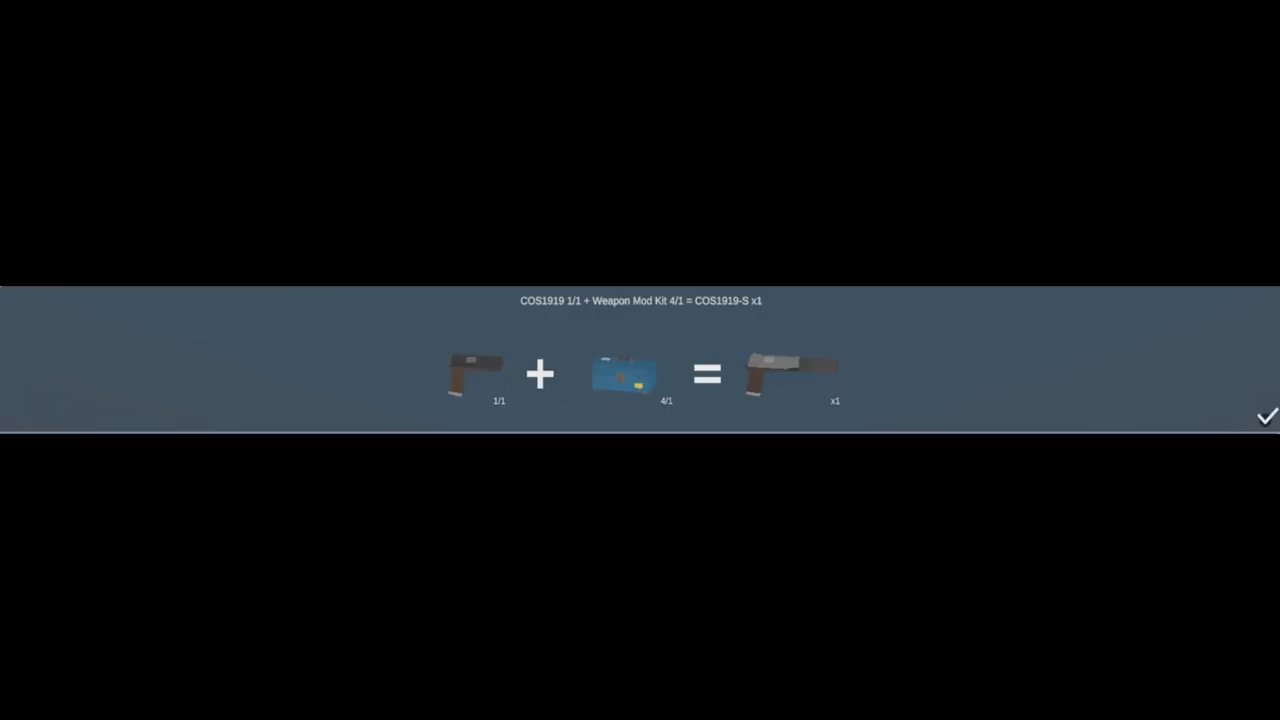 COS1919 1/1 + Weapon Mod Kit 4/1 = COS1919-S x1
+ =
1/1 4/1 x1